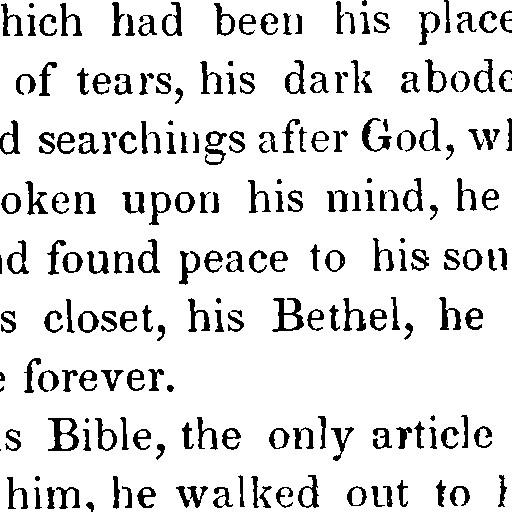 hich had been his place
of tears, his dark abode
d searchings after God, wh
oken upon his mind, he
nd found peace to his sou
s closet, his Bethel, he
e forever.
is Bible, the only article
him, he walked out to